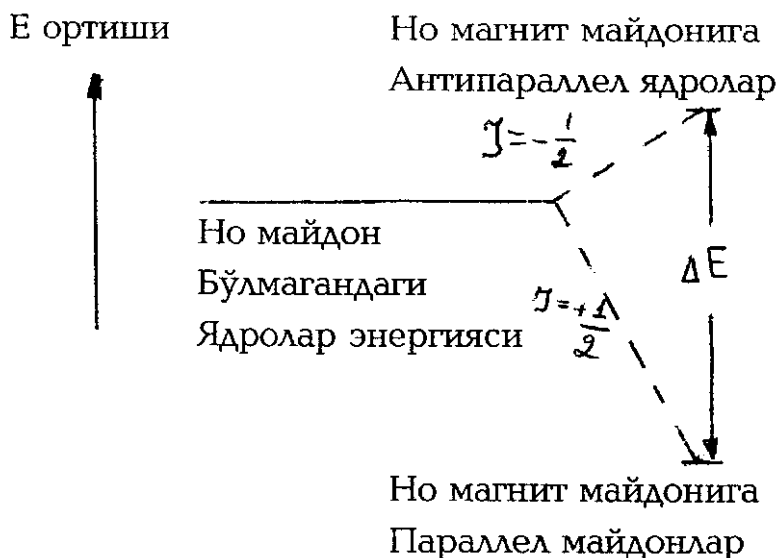 Е ортиши
Но магнит майдонига
Антипараллел ядролар
J=-1/2
Но майдон
Бўлмагандаги
Ядролар энергияси
ΔE
J=+1/2
Но магнит майдонига
Параллел майдонлар